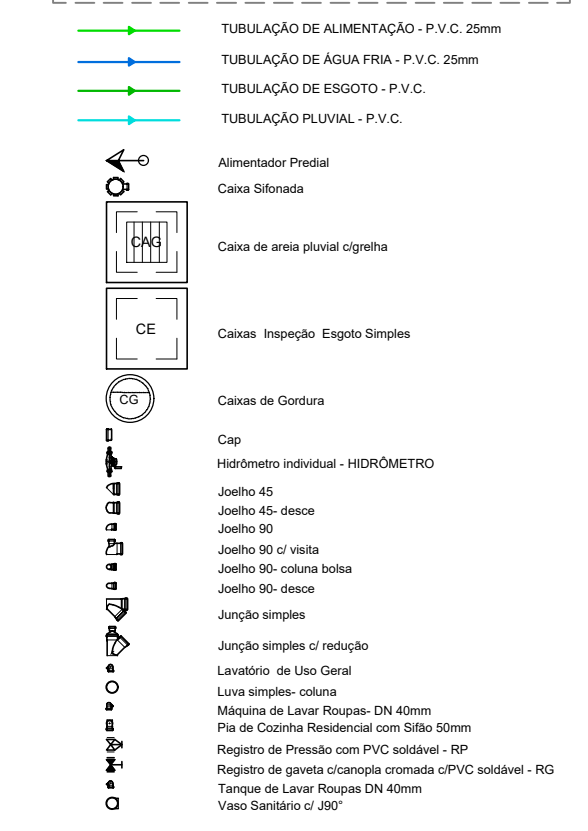 TUBULAÇÃO DE ALIMENTAÇÃO - P.V.C. 25mm
TUBULAÇÃO DE ÁGUA FRIA - P.V.C. 25mm
TUBULAÇÃO DE ESGOTO - P.V.C.
TUBULAÇÃO PLUVIAL - P.V.C.
Alimentador Predial
Caixa Sifonada
CAG
Caixa de areia pluvial c/grelha
CE
Caixas Inspeção Esgoto Simples
CG
Caixas de Gordura
Cap
Hidrômetro individual - HIDRÔMETRO
Joelho 45
Joelho 45- desce
Joelho 90
Joelho 90 c/ visita
Joelho 90- coluna bolsa
Joelho 90- desce
Junção simples
Junção simples c/ redução
Lavatório de Uso Geral
Luva simples- coluna
Máquina de Lavar Roupas- DN 40mm
Pia de Cozinha Residencial com Sifão 50mm
Registro de Pressão com PVC soldável - RP
Registro de gaveta c/canopla cromada c/PVC soldável - RG
Tanque de Lavar Roupas DN 40mm
Vaso Sanitário c/ J90°